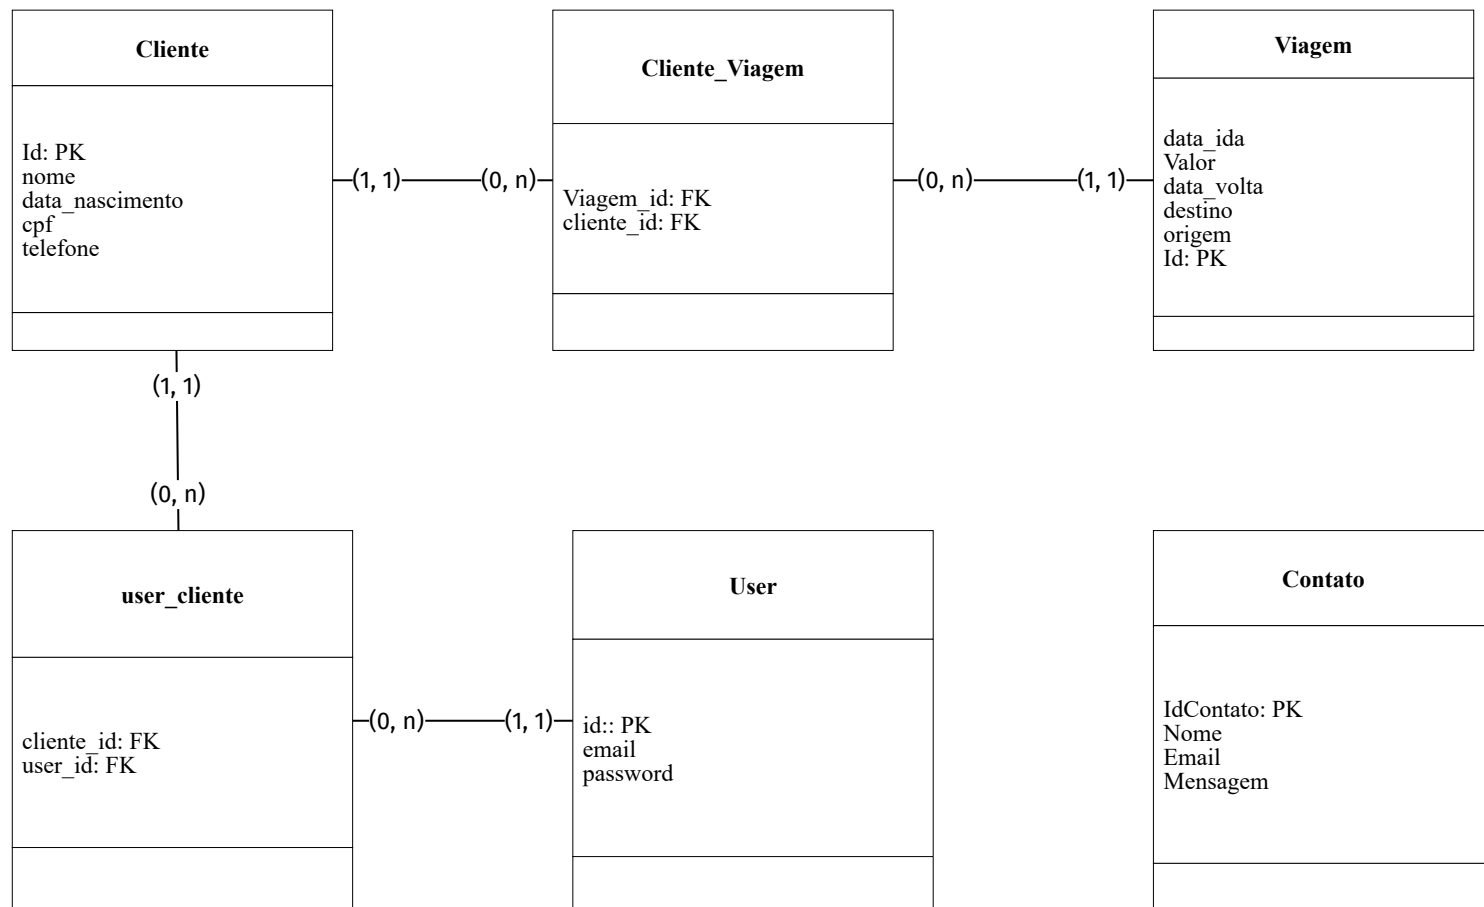 Cliente
Id: PK
nome
data_nascimento
cpf
telefone
(1, 1)
(0, n)
Cliente_Viagem
Viagem_id: FK
cliente_id: FK
(0, n)
(1, 1)
Viagem
data_ida
Valor
data_volta
destino
origem
Id: PK
(1, 1)
(0, n)
user_cliente
cliente_id: FK
user_id: FK
(0, n)
(1, 1)
User
id:: PK
email
password
Contato
IdContato: PK
Nome
Email
Mensagem